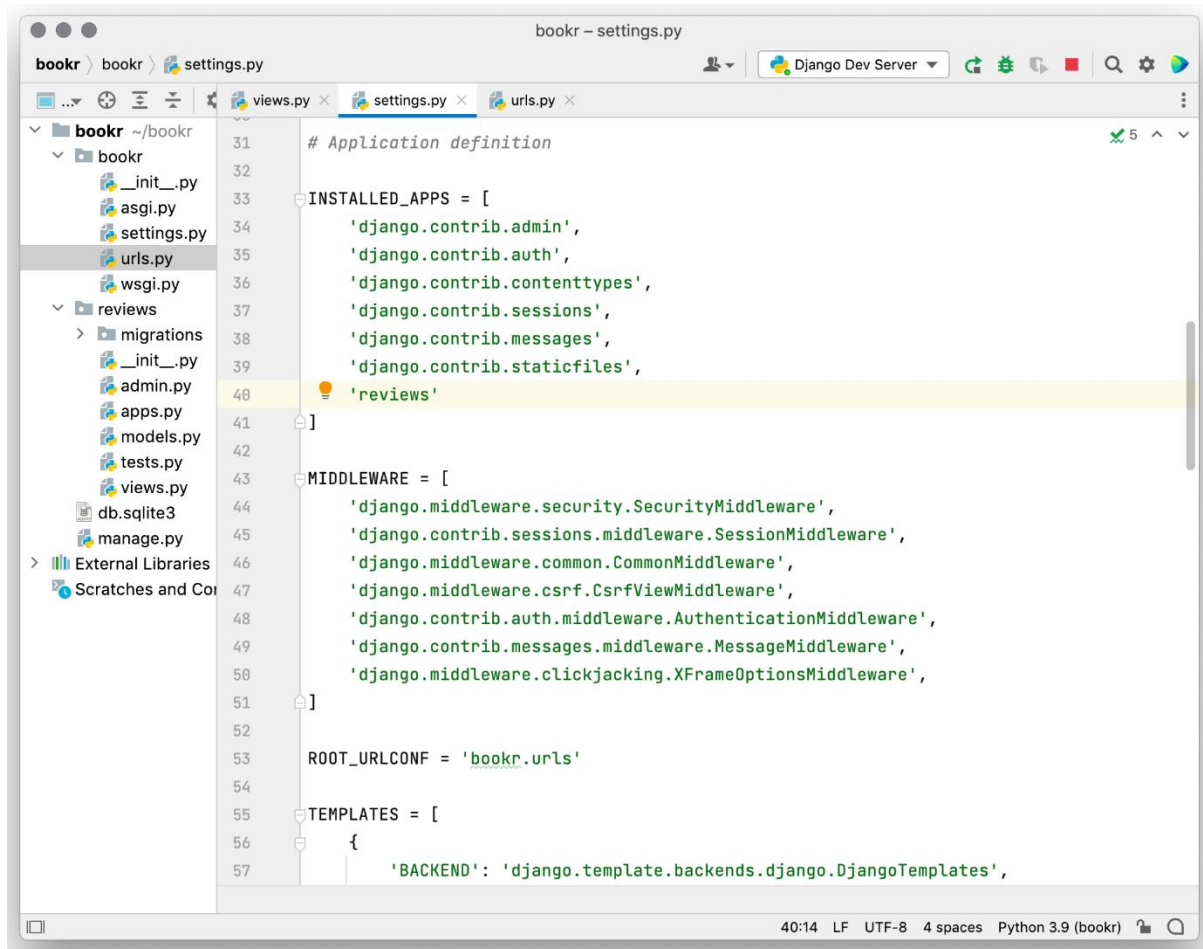 bookr – settings.py
bookr 〉 bookr 〉 settings.py
Django Dev Server
...
views.py
settings.py
urls.py
bookr ~/bookr
bookr
__init__.py
asgi.py
settings.py
urls.py
wsgi.py
reviews
migrations
__init__.py
admin.py
apps.py
models.py
tests.py
views.py
db.sqlite3
manage.py
External Libraries
Scratches and Cor
5
31 # Application definition
32
33 INSTALLED_APPS = [
34 'django.contrib.admin',
35 'django.contrib.auth',
36 'django.contrib.contenttypes',
37 'django.contrib.sessions',
38 'django.contrib.messages',
39 'django.contrib.staticfiles',
40 'reviews'
41 ]
42
43 MIDDLEWARE = [
44 'django.middleware.security.SecurityMiddleware',
45 'django.contrib.sessions.middleware.SessionMiddleware',
46 'django.middleware.common.CommonMiddleware',
47 'django.middleware.csrf.CsrfViewMiddleware',
48 'django.contrib.auth.middleware.AuthenticationMiddleware',
49 'django.contrib.messages.middleware.MessageMiddleware',
50 'django.middleware.clickjacking.XFrameOptionsMiddleware',
51 ]
52
53 ROOT_URLCONF = 'bookr.urls'
54
55 TEMPLATES = [
56 {
57 'BACKEND': 'django.template.backends.django.DjangoTemplates',
40:14 LF UTF-8 4 spaces Python 3.9 (bookr)